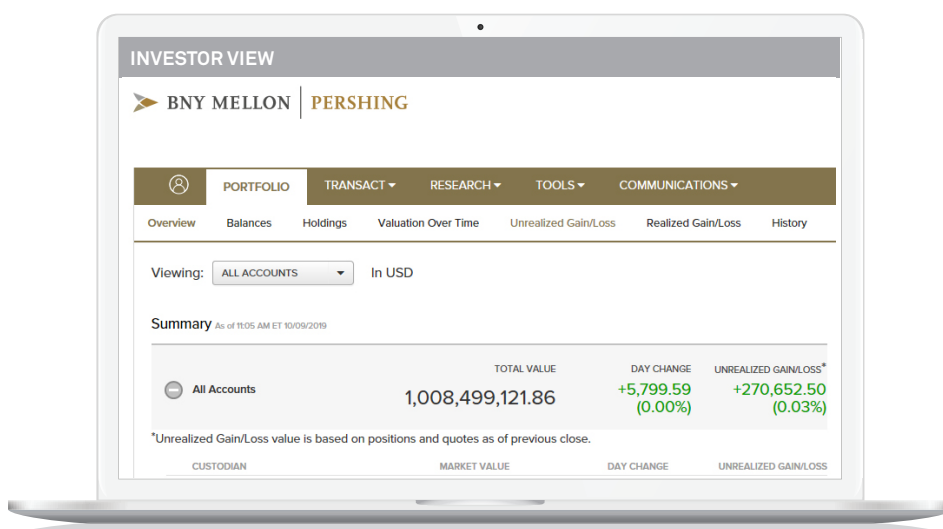 INVESTOR VIEW
BNY MELLON | PERSHING
PORTFOLIO TRANSACT RESEARCH TOOLS COMMUNICATIONS
Overview Balances Holdings Valuation Over Time Unrealized Gain/Loss Realized Gain/Loss History
Viewing: ALL ACCOUNTS In USD
Summary As of 11:05 AM ET 10/09/2019
TOTAL VALUE DAY CHANGE UNREALIZED GAIN/LOSS*
All Accounts 1,008,499,121.86 +5,799.59 +270,652.50
(0.00%) (0.03%)
*Unrealized Gain/Loss value is based on positions and quotes as of previous close.
CUSTODIAN MARKET VALUE DAY CHANGE UNREALIZED GAIN/LOSS